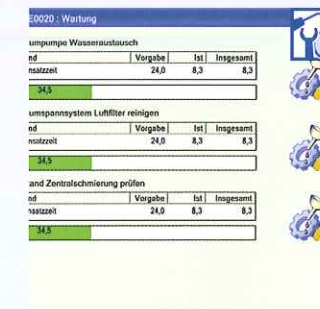 E0020 : Wartung
umpumpe Wasseraustausch
nd Vorgabe Ist Insgesamt
nsatzzeit 24,0 8,3 8,3
34,5
umspannsystem Luftfilter reinigen
nd Vorgabe Ist Insgesamt
nsatzzeit 24,0 8,3 8,3
34,5
and Zentralschmierung prüfen
nd Vorgabe Ist Insgesamt
nsatzzeit 24,0 8,3 8,3
34,5